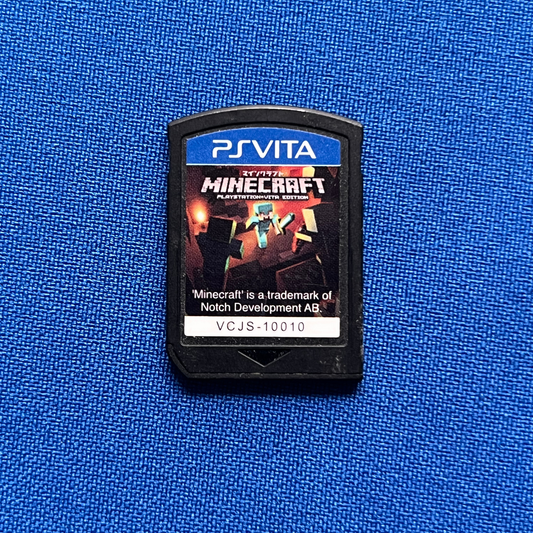 PSVITA
マインクラフト
MINECRAFT
PLAYSTATION®VITA EDITION
'Minecraft' is a trademark of
Notch Development AB.
VCJS-10010